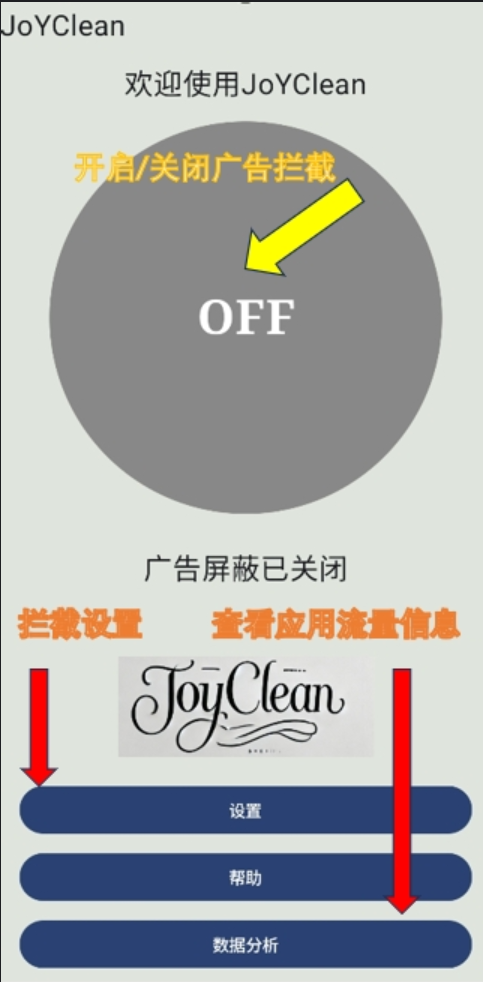 JoYClean
欢迎使用JoYClean
开启/关闭广告拦截
OFF
广告屏蔽已关闭
拦截设置 查看应用流量信息
JoyClean
设置
帮助
数据分析